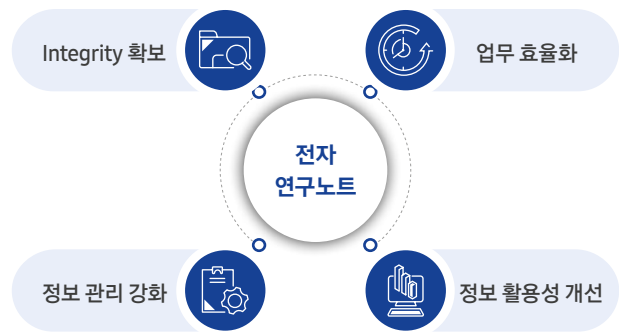 Integrity 확보
업무 효율화
전자
연구노트
정보 관리 강화
정보 활용성 개선